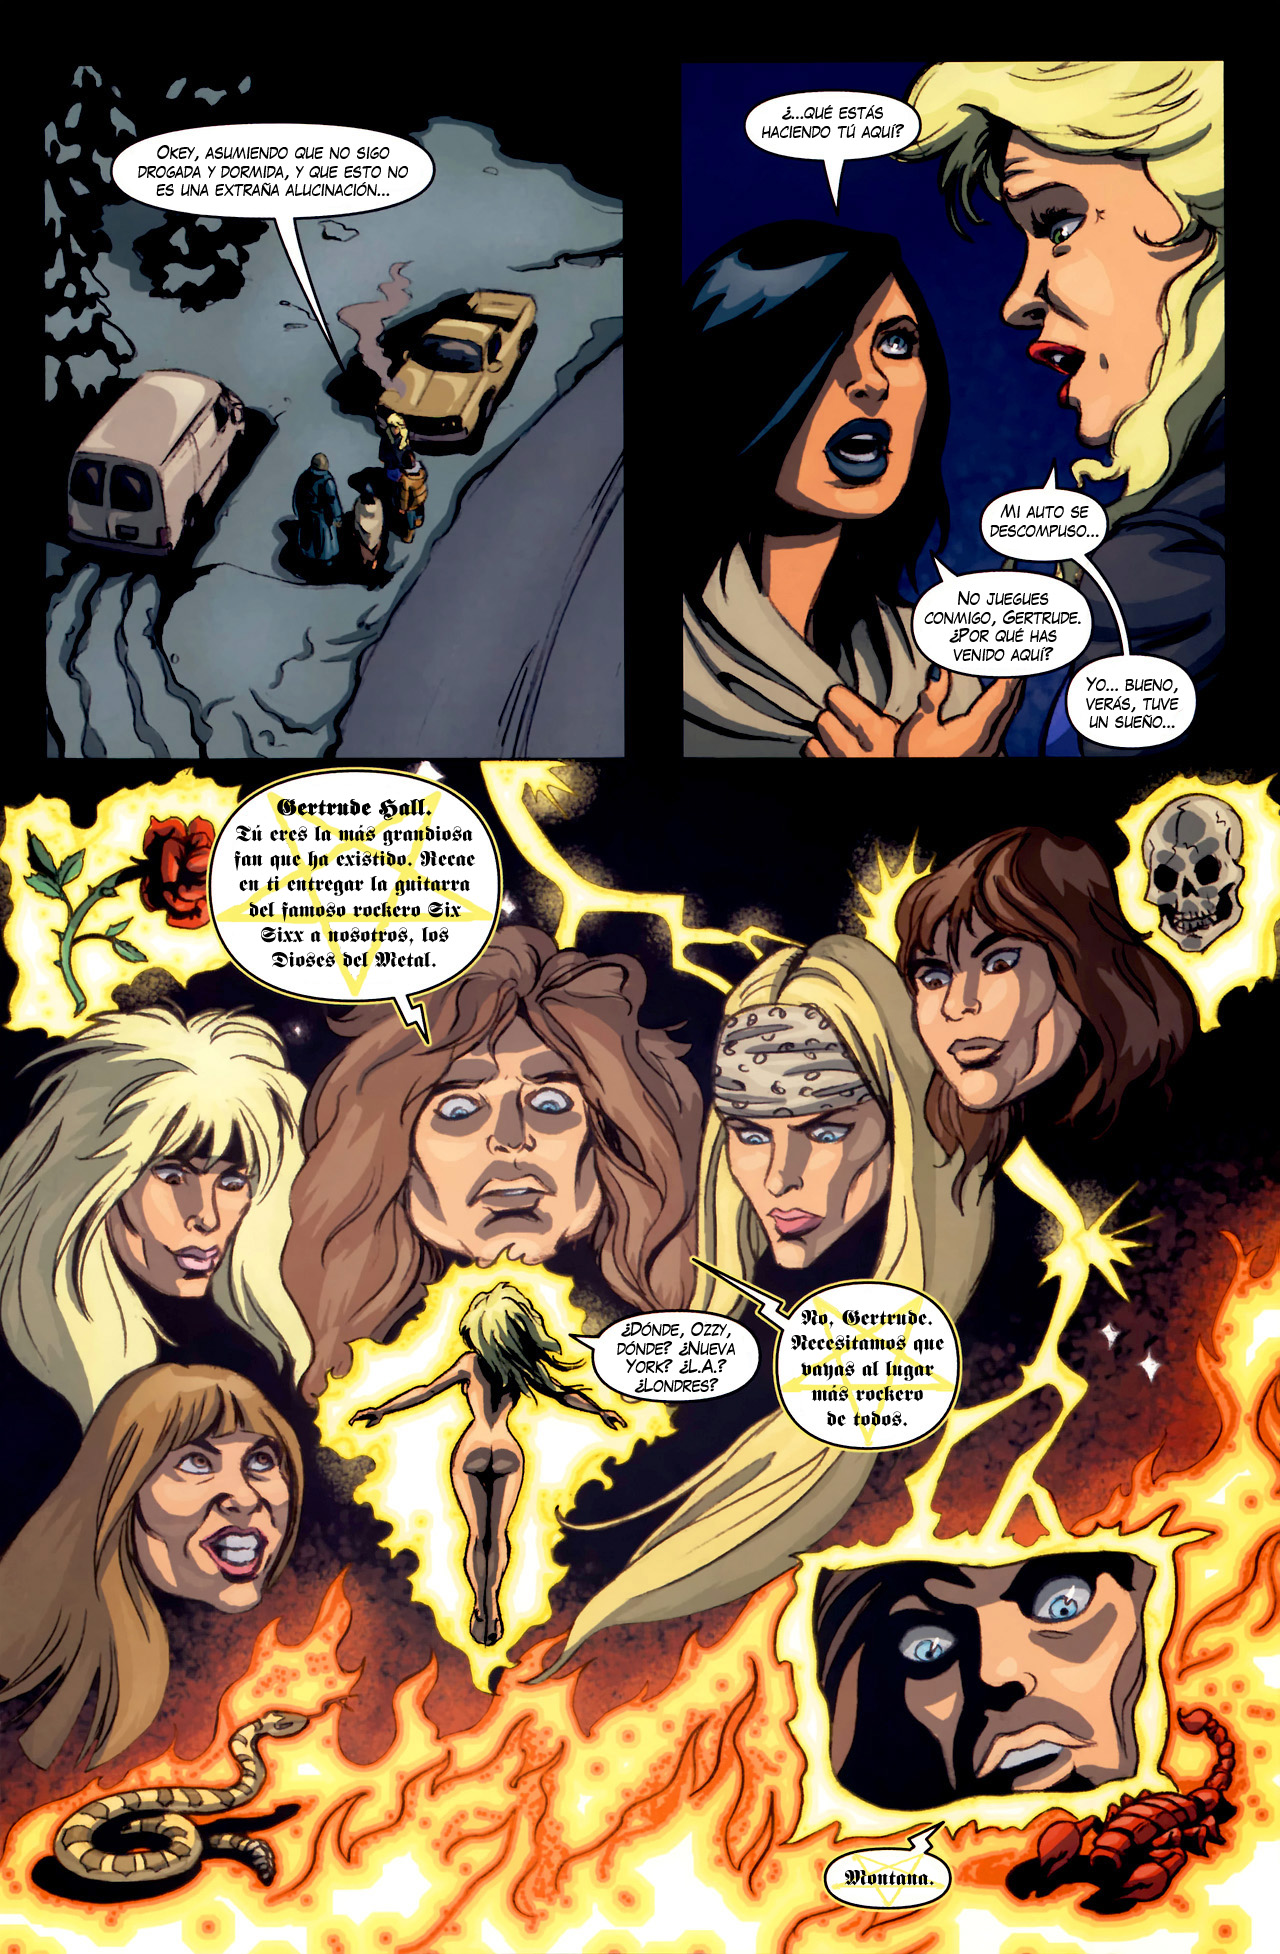 OKEY, ASUMIENDO QUE NO SIGO
DROGADA Y DORMIDA, Y QUE ESTO NO
ES UNA EXTRAÑA ALUCINACIÓN...
¿...QUÉ ESTÁS
HACIENDO TÚ AQUÍ?
MI AUTO SE
DESCOMPUSO...
NO JUEGUES
CONMIGO, GERTRUDE.
¿POR QUÉ HAS
VENIDO AQUÍ?
YO... BUENO,
VERÁS, TUVE
UN SUEÑO...
Gertrude Hall.
Tú eres la más grandiosa
fan que ha existido. Recae
en ti entregar la guitarra
del famoso rockero Six
Sixx a nosotros, los
Dioses del Metal.
¿DÓNDE, OZZY,
DÓNDE? ¿NUEVA
YORK? ¿L.A.?
¿LONDRES?
No, Gertrude.
Necesitamos que
vayas al lugar
más rockero
de todos.
Montana.